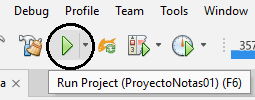 Debug Profile Team Tools Window
357
a
Run Project (ProyectoNotas01) (F6)